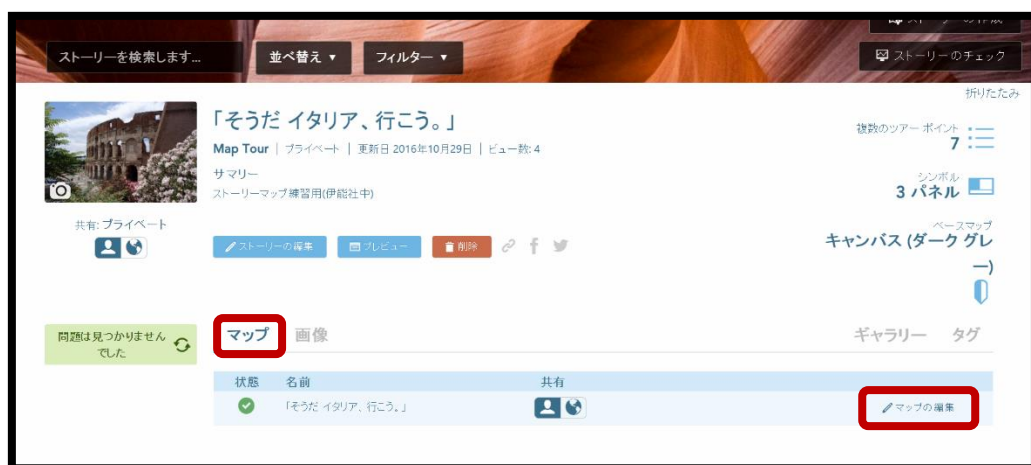 ストーリーを検索します...
並べ替え
フィルター
ストーリーのチェック
折りたたみ
「そうだ イタリア、行こう。」
Map Tour | プライベート | 更新日 2016年10月29日 | ビュー数: 4
サマリー
ストーリーマップ練習用(伊能社中)
共有: プライベート
ストーリーの編集
プレビュー
削除
複数のツアー ポイント
7
シンボル
3 パネル
ベースマップ
キャンバス (ダーク グレ
ー)
問題は見つかりません
でした
マップ 画像 ギャラリー タグ
状態 名前 共有
「そうだ イタリア、行こう。」 マップの編集